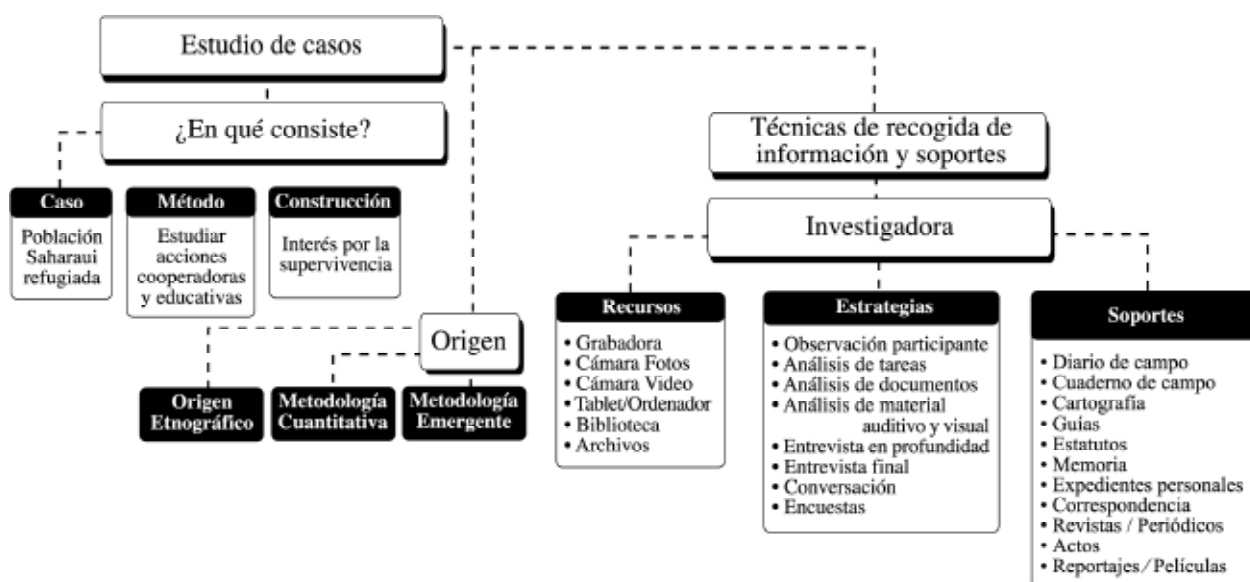 Estudio de casos
¿En qué consiste?
Caso
Población
Saharaui
refugiada
Método
Estudiar
acciones
cooperadoras
y educativas
Construcción
Interés por la
supervivencia
Origen
Origen
Etnográfico
Metodología
Cuantitativa
Metodología
Emergente
Técnicas de recogida de
información y soportes
Investigadora
Recursos
• Grabadora
• Cámara Fotos
• Cámara Video
• Tablet/Ordenador
• Biblioteca
• Archivos
Estrategias
• Observación participante
• Análisis de tareas
• Análisis de documentos
• Análisis de material
auditivo y visual
• Entrevista en profundidad
• Entrevista final
• Conversación
• Encuestas
Soportes
• Diario de campo
• Cuaderno de campo
• Cartografía
• Guías
• Estatutos
• Memoria
• Expedientes personales
• Correspondencia
• Revistas / Periódicos
• Actos
• Reportajes/Películas